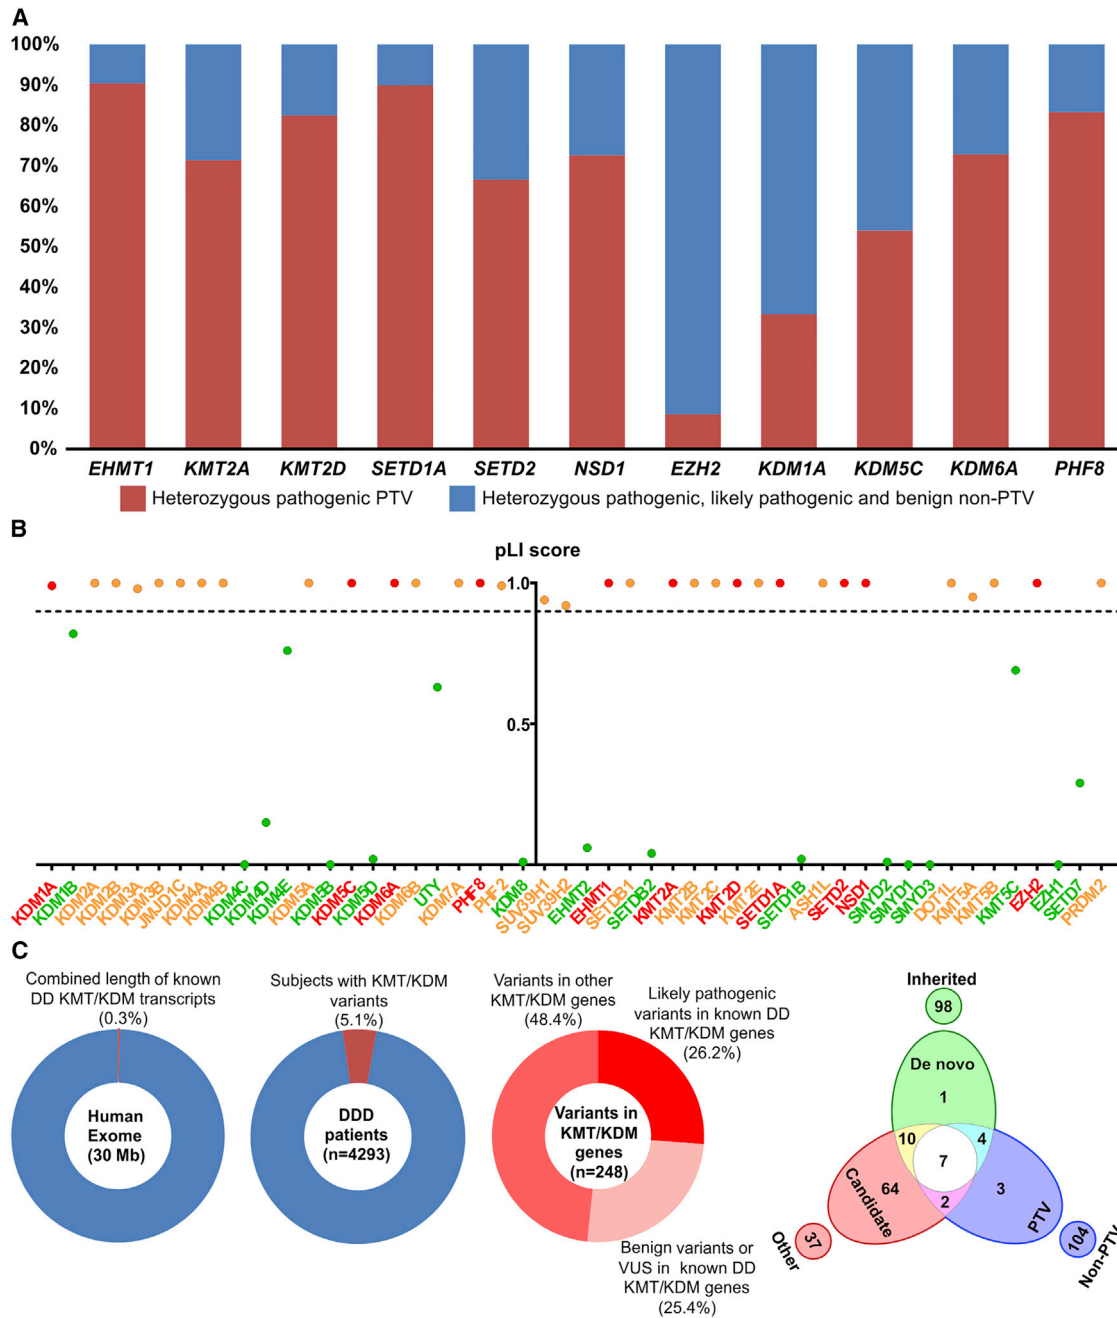 A
100%
90%
80%
70%
60%
50%
40%
30%
20%
10%
0%
EHMT1 KMT2A KMT2D SETD1A SETD2 NSD1 EZH2 KDM1A KDM5C KDM6A PHF8
Heterozygous pathogenic PTV
Heterozygous pathogenic, likely pathogenic and benign non-PTV
B
pLI score
1.0
0.5
KDM1A
KDM1B
KDM2A
KDM2B
KDM3A
KDM3B
JMJD1C
KDM4A
KDM4B
KDM4C
KDM4D
KDM4E
KDM5A
KDM5B
KDM5C
KDM5D
KDM6A
KDM6B
UTY
KDM7A
PHF8
PHF2
KDM8
SUV39H1
SUV39H2
EHMT2
EHMT1
SETDB1
SETDB2
KMT2A
KMT2B
KMT2C
KMT2D
KMT2E
SETD1A
SETD1B
ASH1L
SETD2
NSD1
SMYD2
SMYD1
SMYD3
DOT1L
KMT5A
KMT5B
KMT5C
EZH2
EZH1
SETD7
PRDM2
C
Combined length of known
DD KMT/KDM transcripts
(0.3%)
Human
Exome
(30 Mb)
Subjects with KMT/KDM
variants
(5.1%)
DDD
patients
(n=4293)
Variants in other
KMT/KDM genes
(48.4%)
Likely pathogenic
variants in known DD
KMT/KDM genes
(26.2%)
Variants in
KMT/KDM
genes
(n=248)
Benign variants or
VUS in known DD
KMT/KDM genes
(25.4%)
Inherited
98
De novo
1
10
4
7
64
2
3
Candidate
PTV
37
Other
104
Non-PTV